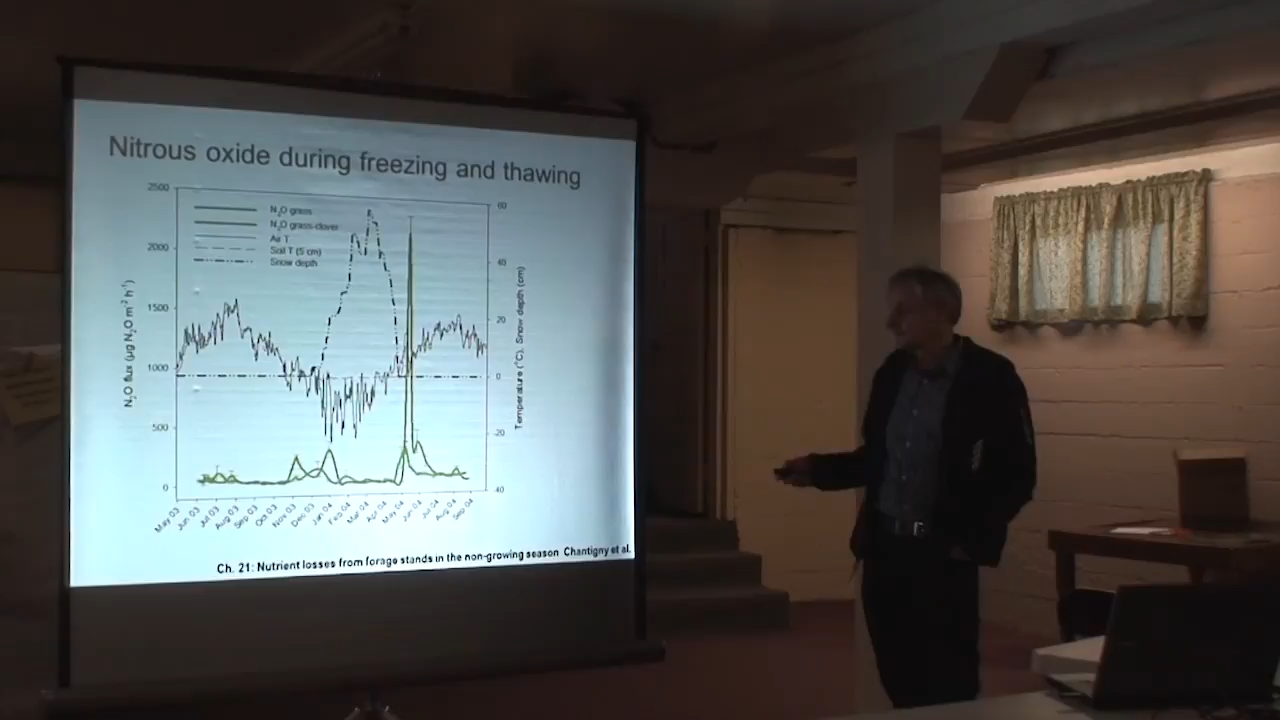 Nitrous oxide during freezing and thawing
2500
2000
1500
1000
500
0
N2O flux (µg N2O m-2 h-1)
N2O grass
N2O grass-clover
Air T
Soil T (5 cm)
Snow depth
60
40
20
0
-20
-40
Temperature (°C), Snow depth (cm)
May 03
Jun 03
Jul 03
Aug 03
Sep 03
Oct 03
Nov 03
Dec 03
Jan 04
Feb 04
Mar 04
Apr 04
May 04
Jun 04
Jul 04
Aug 04
Sep 04
Ch. 21: Nutrient losses from forage stands in the non-growing season Chantigny et al.